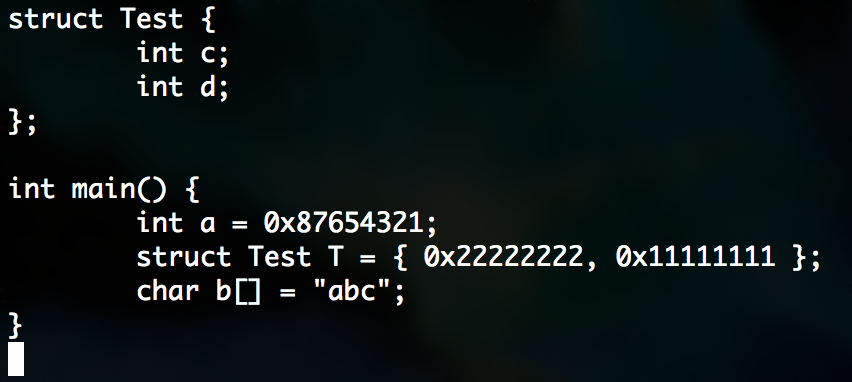 struct Test {
        int c;
        int d;
};

int main() {
        int a = 0x87654321;
        struct Test T = { 0x22222222, 0x11111111 };
        char b[] = "abc";
}